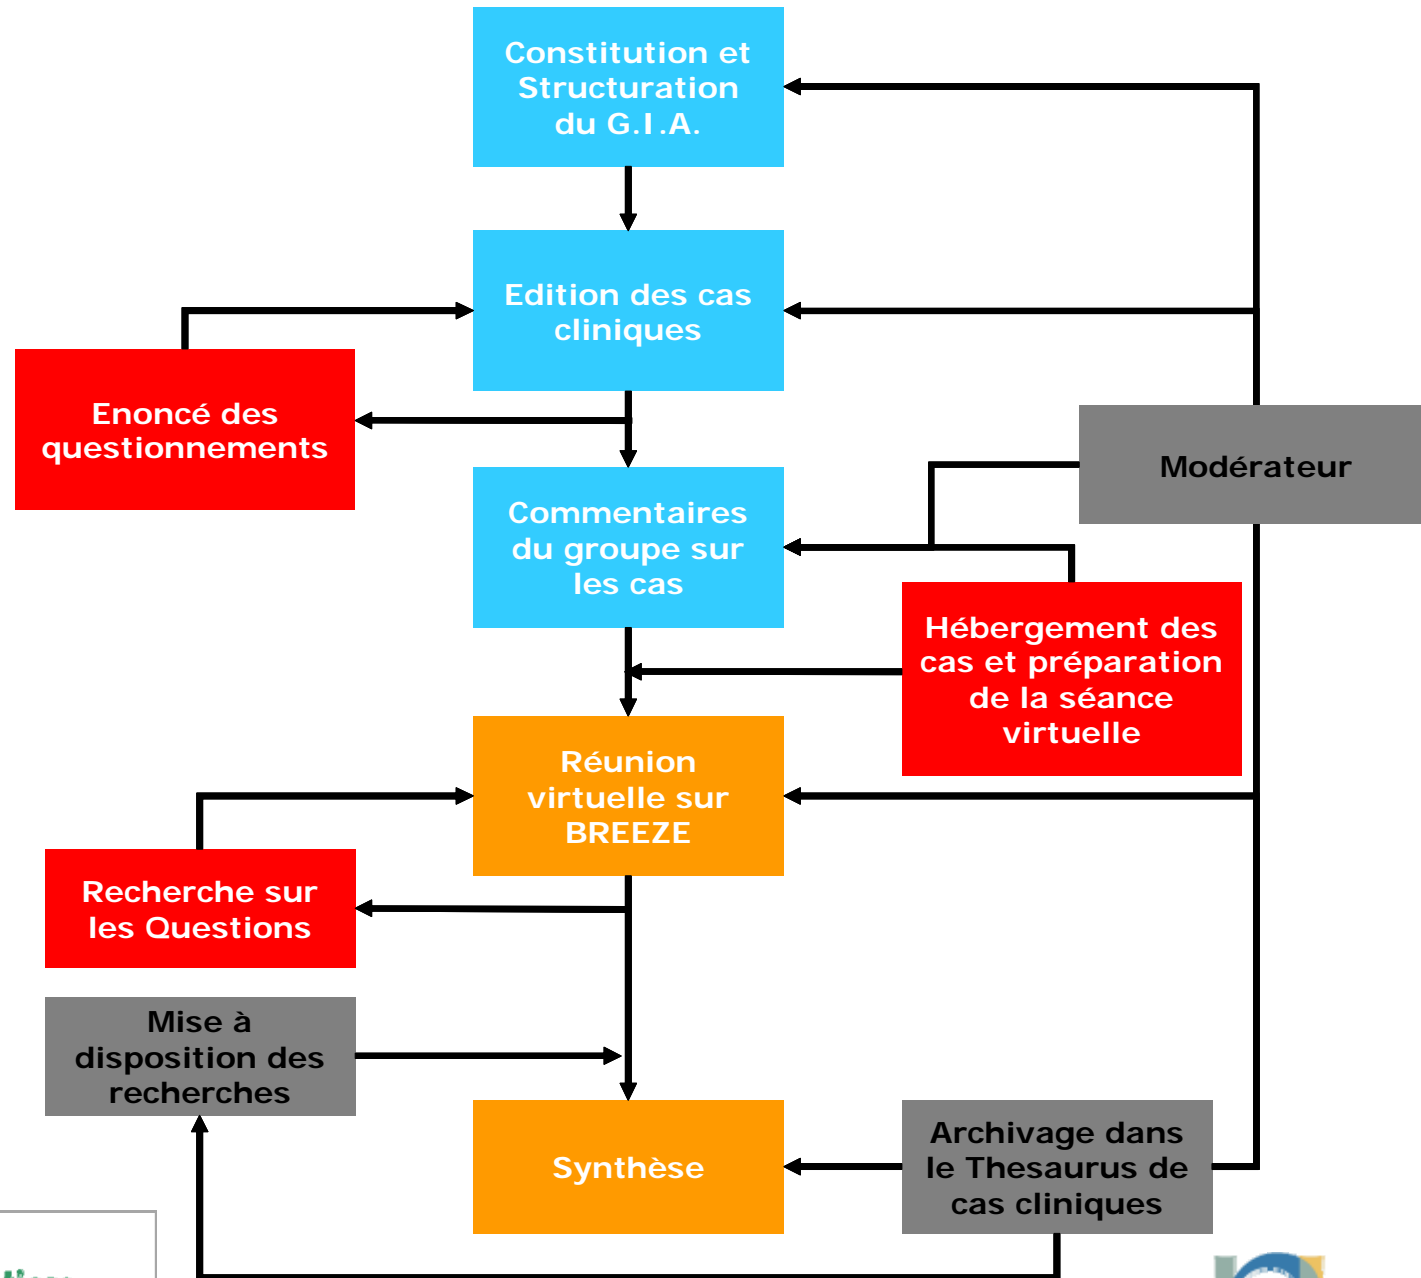 Constitution et
Structuration
du G.I.A.
Edition des cas
cliniques
Enoncé des
questionnements
Modérateur
Commentaires
du groupe sur
les cas
Hébergement des
cas et préparation
de la séance
virtuelle
Réunion
virtuelle sur
BREEZE
Recherche sur
les Questions
Mise à
disposition des
recherches
Synthèse
Archivage dans
le Thesaurus de
cas cliniques